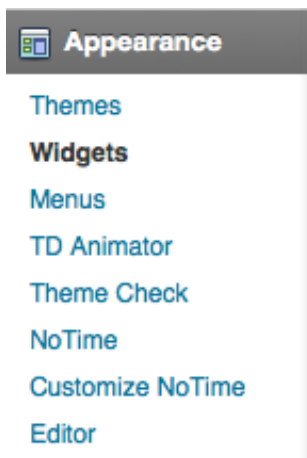 Appearance
Themes
Widgets
Menus
TD Animator
Theme Check
NoTime
Customize NoTime
Editor